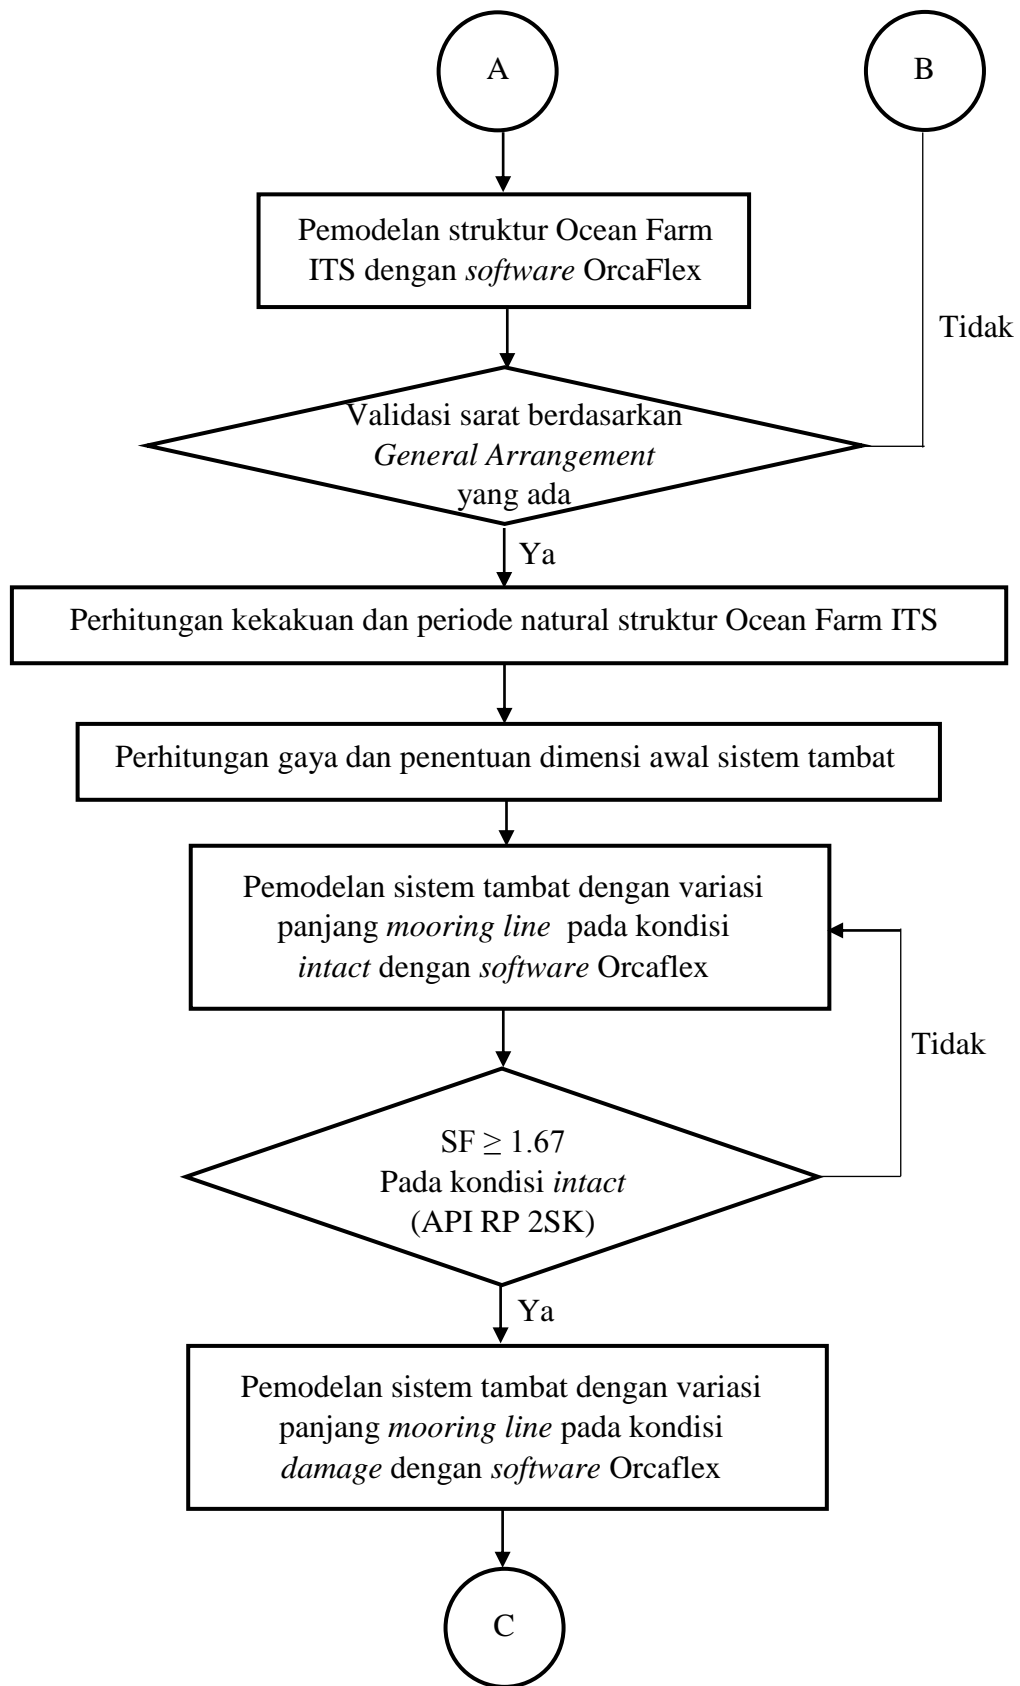 A
B
Pemodelan struktur Ocean Farm
ITS dengan software OrcaFlex
Tidak
Validasi sarat berdasarkan
General Arrangement
yang ada
Ya
Perhitungan kekakuan dan periode natural struktur Ocean Farm ITS
Perhitungan gaya dan penentuan dimensi awal sistem tambat
Pemodelan sistem tambat dengan variasi
panjang mooring line pada kondisi
intact dengan software Orcaflex
Tidak
SF ≥ 1.67
Pada kondisi intact
(API RP 2SK)
Ya
Pemodelan sistem tambat dengan variasi
panjang mooring line pada kondisi
damage dengan software Orcaflex
C